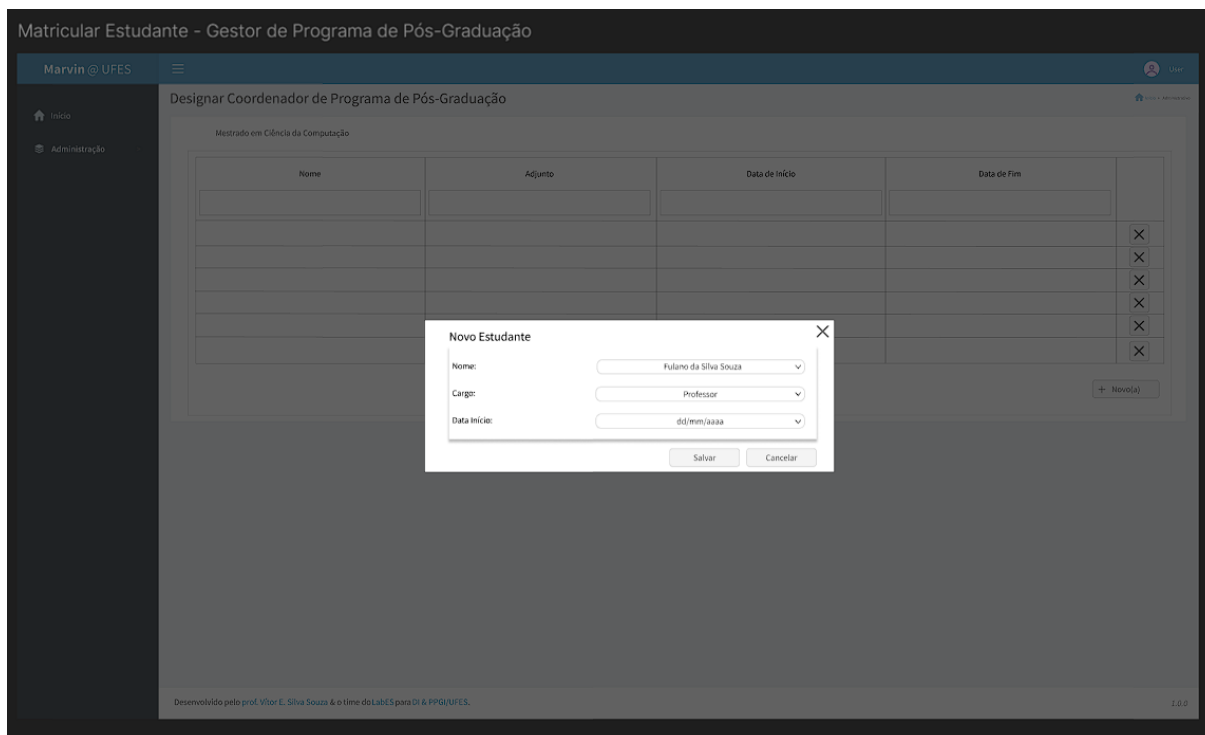 Matricular Estudante - Gestor de Programa de Pós-Graduação
Marvin @ UFES
User
Designar Coordenador de Programa de Pós-Graduação
Início
Mestrado em Ciência da Computação
Administração
Nome Adjunto Data de Início Data de Fim
Novo Estudante
Nome: Fulano da Silva Souza
Cargo: Professor
Data Início: dd/mm/aaaa
Salvar Cancelar
+ Novo(a)
Desenvolvido pelo prof. Vítor E. Silva Souza & o time do LabES para DI & PPGI/UFES.
1.0.0